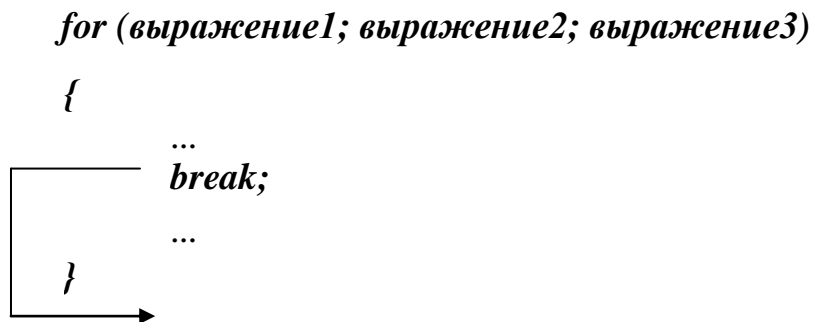 for (выражение1; выражение2; выражение3)
{
...
break;
...
}